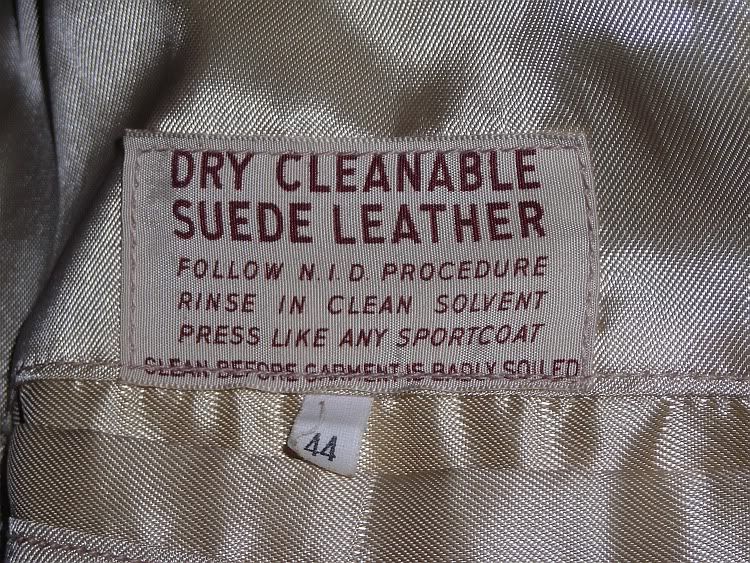 DRY CLEANABLE
SUEDE LEATHER
FOLLOW N.I.D. PROCEDURE
RINSE IN CLEAN SOLVENT
PRESS LIKE ANY SPORTCOAT
CLEAN BEFORE GARMENT IS BADLY SOILED
1
44